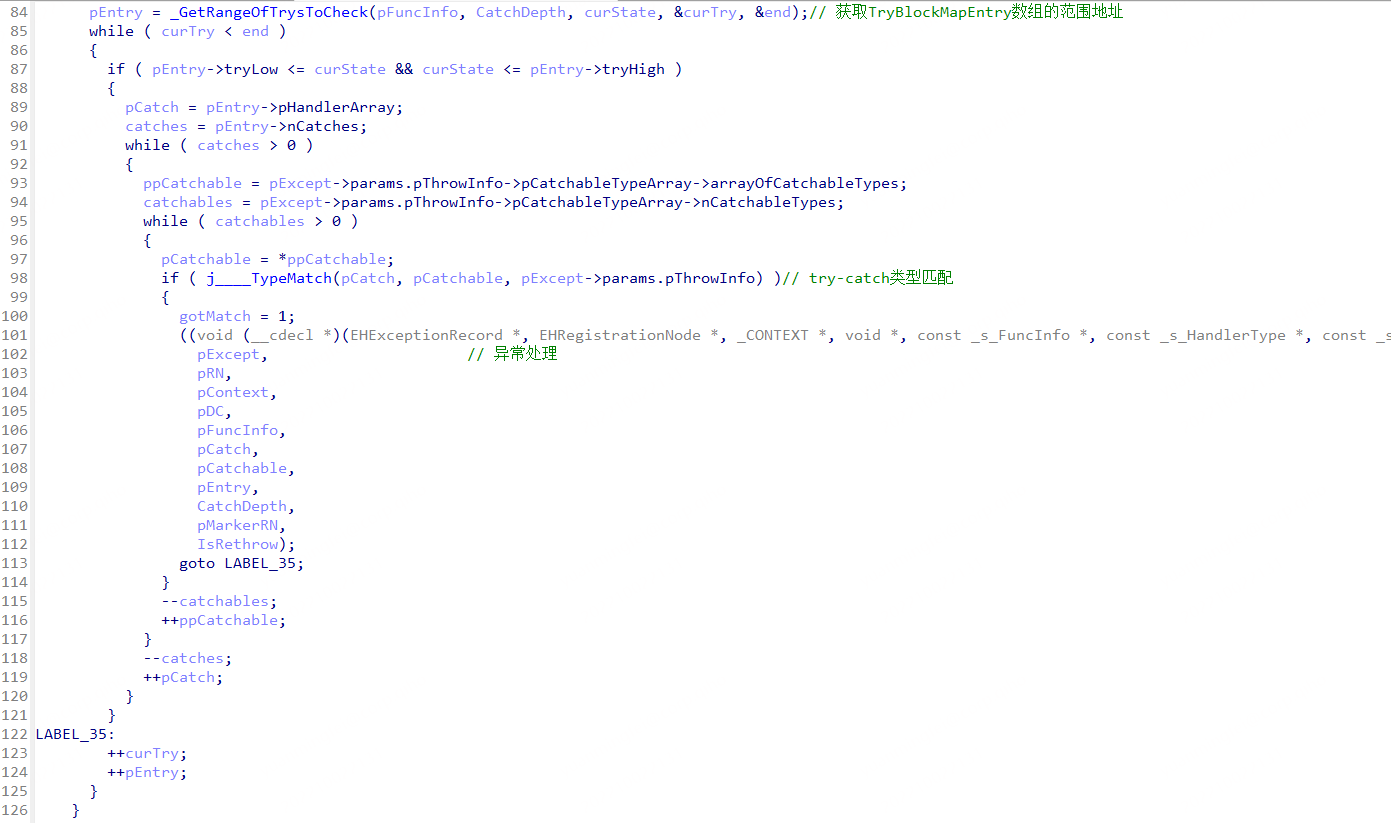 84 pEntry = _GetRangeOfTrysToCheck(pFuncInfo, CatchDepth, curState, &curTry, &end);// 获取TryBlockMapEntry数组的范围地址
85 while ( curTry < end )
86 {
87 if ( pEntry->tryLow <= curState && curState <= pEntry->tryHigh )
88 {
89 pCatch = pEntry->pHandlerArray;
90 catches = pEntry->nCatches;
91 while ( catches > 0 )
92 {
93 ppCatchable = pExcept->params.pThrowInfo->pCatchableTypeArray->arrayOfCatchableTypes;
94 catchables = pExcept->params.pThrowInfo->pCatchableTypeArray->nCatchableTypes;
95 while ( catchables > 0 )
96 {
97 pCatchable = *ppCatchable;
98 if ( j____TypeMatch(pCatch, pCatchable, pExcept->params.pThrowInfo) )// try-catch类型匹配
99 {
100 gotMatch = 1;
101 ((void (__cdecl *)(EHExceptionRecord *, EHRegistrationNode *, _CONTEXT *, void *, const _s_FuncInfo *, const _s_HandlerType *, const _s
102 pExcept, // 异常处理
103 pRN,
104 pContext,
105 pDC,
106 pFuncInfo,
107 pCatch,
108 pCatchable,
109 pEntry,
110 CatchDepth,
111 pMarkerRN,
112 IsRethrow);
113 goto LABEL_35;
114 }
115 --catchables;
116 ++ppCatchable;
117 }
118 --catches;
119 ++pCatch;
120 }
121 }
122 LABEL_35:
123 ++curTry;
124 ++pEntry;
125 }
126 }